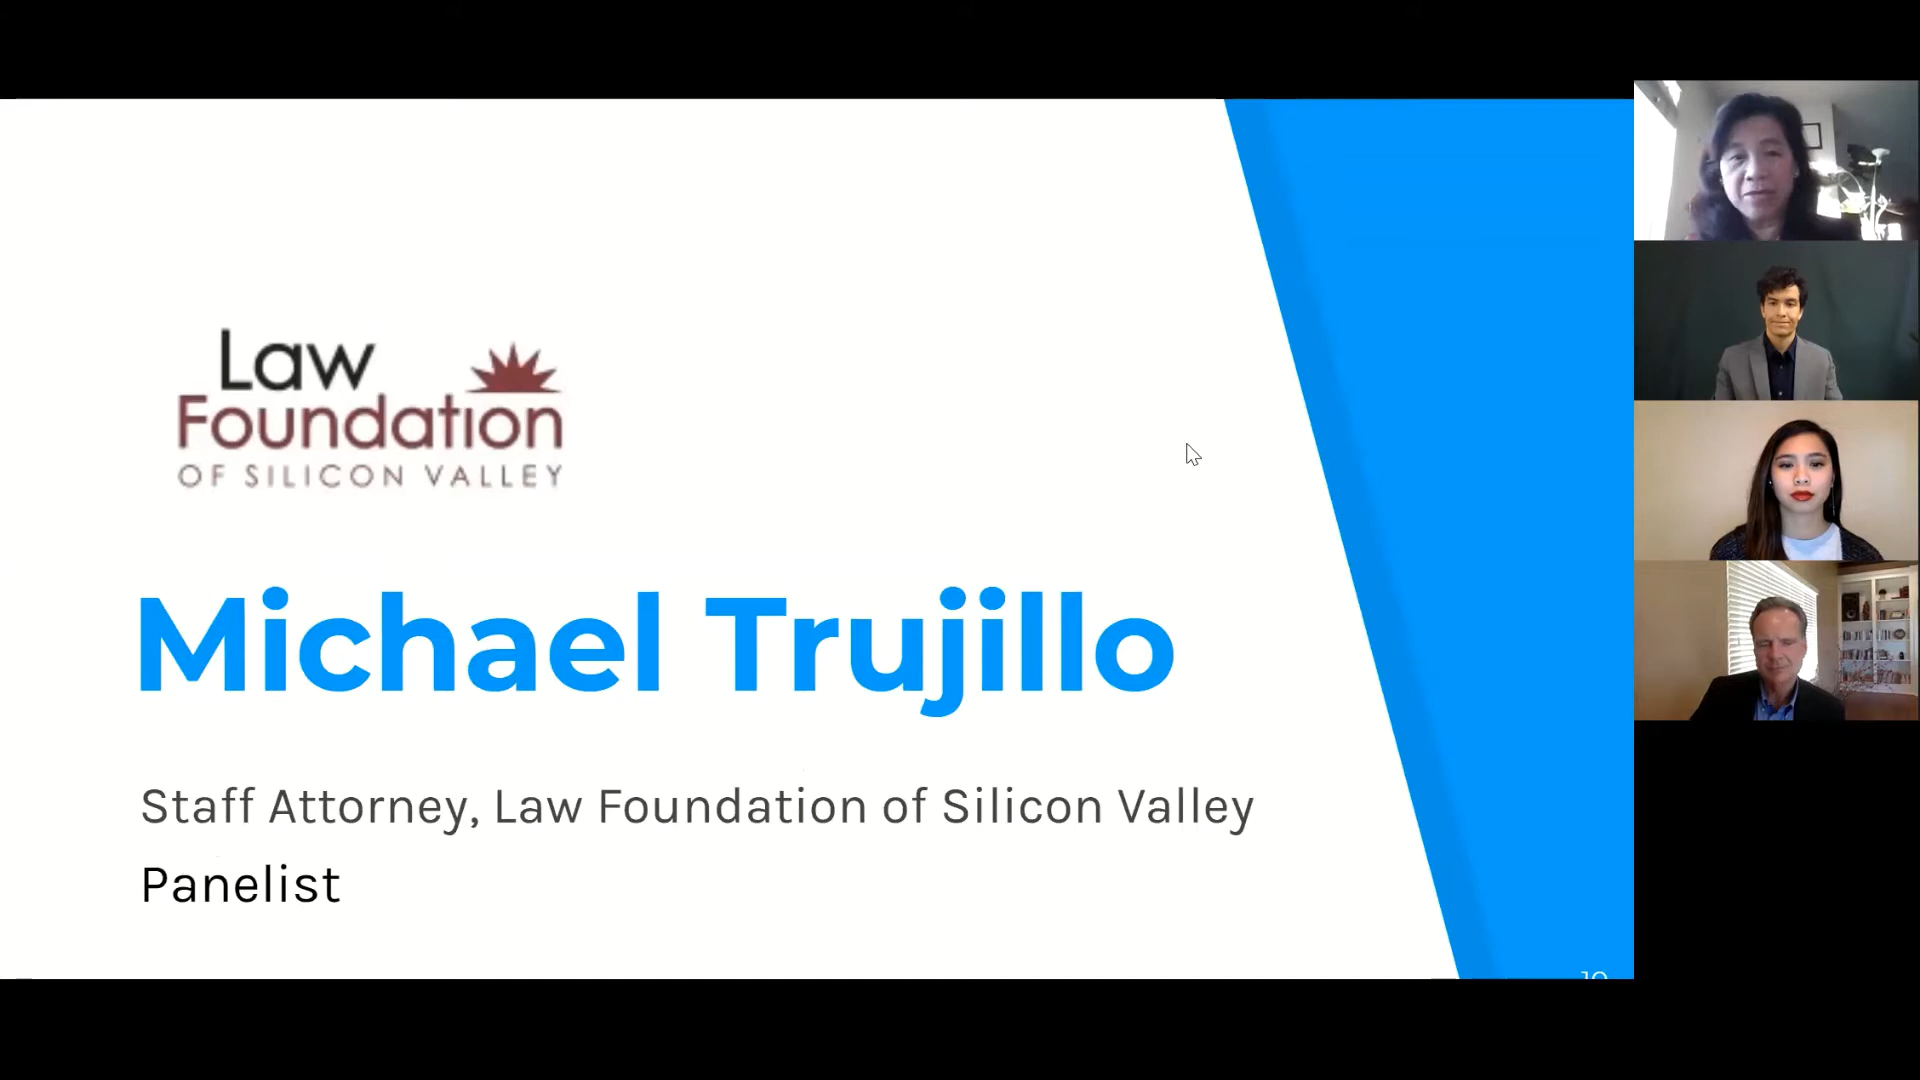 Law
Foundation
OF SILICON VALLEY
Michael Trujillo
Staff Attorney, Law Foundation of Silicon Valley
Panelist